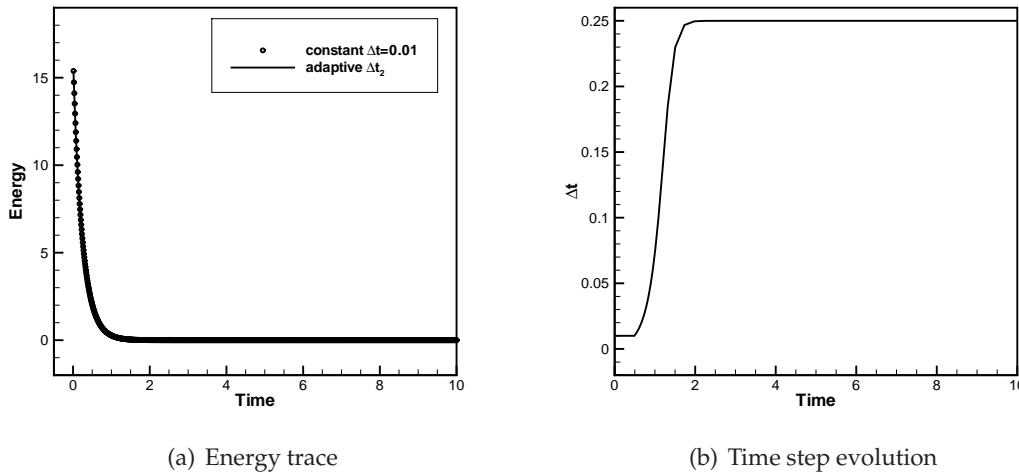 constant Δt=0.01
adaptive Δt₂
15
10
5
0
Energy
0 2 4 6 8 10
Time
(a) Energy trace
0.25
0.2
0.15
0.1
0.05
0
Δt
0 2 4 6 8 10
Time
(b) Time step evolution